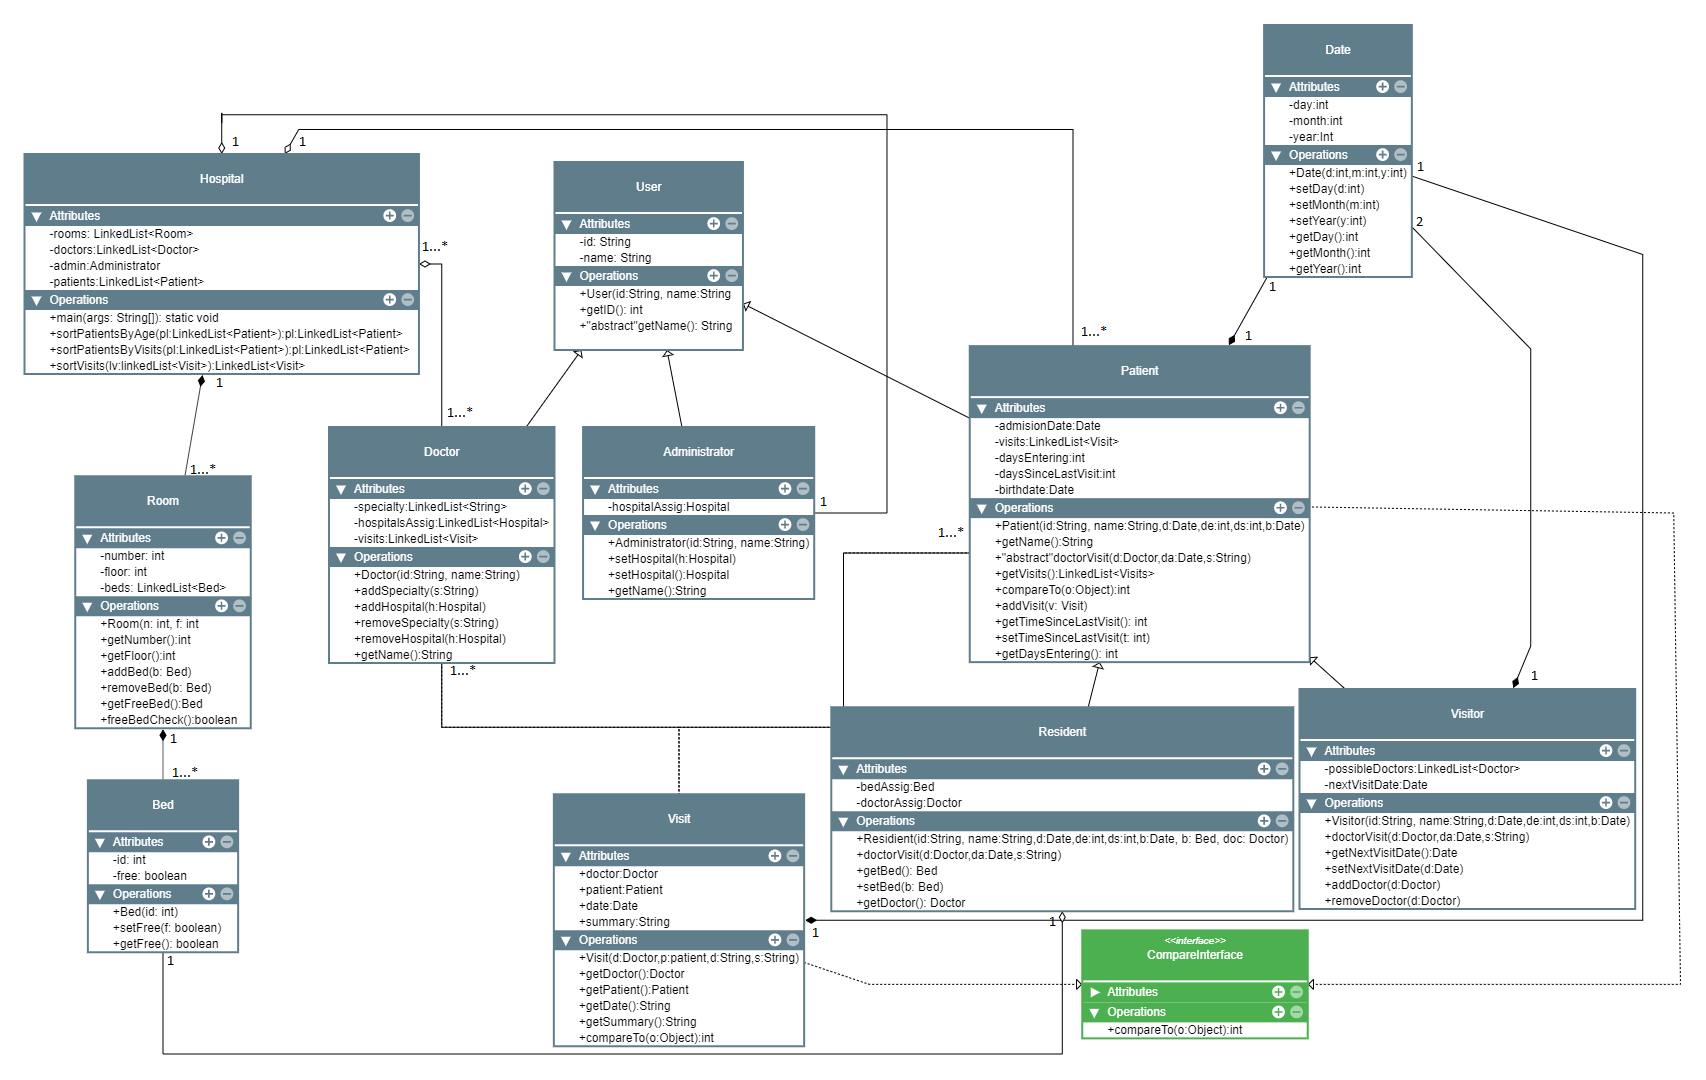 Date
Attributes
-day:int
-month:int
-year:Int
Operations
+Date(d:int,m:int,y:int)
+setDay(d:int)
+setMonth(m:int)
+setYear(y:int)
+getDay():int
+getMonth():int
+getYear():int
1
2
1
1
1
1
Hospital
Attributes
-rooms: LinkedList<Room>
-doctors:LinkedList<Doctor>
-admin:Administrator
-patients:LinkedList<Patient>
Operations
+main(args: String[]): static void
+sortPatientsByAge(pl:LinkedList<Patient>):pl:LinkedList<Patient>
+sortPatientsByVisits(pl:LinkedList<Patient>):pl:LinkedList<Patient>
+sortVisits(lv:linkedList<Visit>):LinkedList<Visit>
1...*
1
1...*
User
Attributes
-id: String
-name: String
Operations
+User(id:String, name:String
+getID(): int
+"abstract"getName(): String
1...*
1...*
Patient
Attributes
-admisionDate:Date
-visits:LinkedList<Visit>
-daysEntering:int
-daysSinceLastVisit:int
-birthdate:Date
Operations
+Patient(id:String, name:String,d:Date,de:int,ds:int,b:Date)
+getName():String
+"abstract"doctorVisit(d:Doctor,da:Date,s:String)
+getVisits():LinkedList<Visits>
+compareTo(o:Object):int
+addVisit(v: Visit)
+getTimeSinceLastVisit(): int
+setTimeSinceLastVisit(t: int)
+getDaysEntering(): int
1...*
Doctor
Attributes
-specialty:LinkedList<String>
-hospitalsAssig:LinkedList<Hospital>
-visits:LinkedList<Visit>
Operations
+Doctor(id:String, name:String)
+addSpecialty(s:String)
+addHospital(h:Hospital)
+removeSpecialty(s:String)
+removeHospital(h:Hospital)
+getName():String
1...*
Administrator
Attributes
-hospitalAssig:Hospital
Operations
+Administrator(id:String, name:String)
+setHospital(h:Hospital)
+setHospital():Hospital
+getName():String
1
Room
Attributes
-number: int
-floor: int
-beds: LinkedList<Bed>
Operations
+Room(n: int, f: int
+getNumber():int
+getFloor():int
+addBed(b: Bed)
+removeBed(b: Bed)
+getFreeBed():Bed
+freeBedCheck():boolean
1
1...*
Bed
Attributes
-id: int
-free: boolean
Operations
+Bed(id: int)
+setFree(f: boolean)
+getFree(): boolean
1
Visit
Attributes
+doctor:Doctor
+patient:Patient
+date:Date
+summary:String
Operations
+Visit(d:Doctor,p:patient,d:String,s:String)
+getDoctor():Doctor
+getPatient():Patient
+getDate():String
+getSummary():String
+compareTo(o:Object):int
1
Resident
Attributes
-bedAssig:Bed
-doctorAssig:Doctor
Operations
+Residient(id:String, name:String,d:Date,de:int,ds:int,b:Date, b: Bed, doc: Doctor)
+doctorVisit(d:Doctor,da:Date,s:String)
+getBed(): Bed
+setBed(b: Bed)
+getDoctor(): Doctor
1
1
Visitor
Attributes
-possibleDoctors:LinkedList<Doctor>
-nextVisitDate:Date
Operations
+Visitor(id:String, name:String,d:Date,de:int,ds:int,b:Date)
+doctorVisit(d:Doctor,da:Date,s:String)
+getNextVisitDate():Date
+setNextVisitDate(d:Date)
+addDoctor(d:Doctor)
+removeDoctor(d:Doctor)
<<interface>>
CompareInterface
Attributes
Operations
+compareTo(o:Object):int